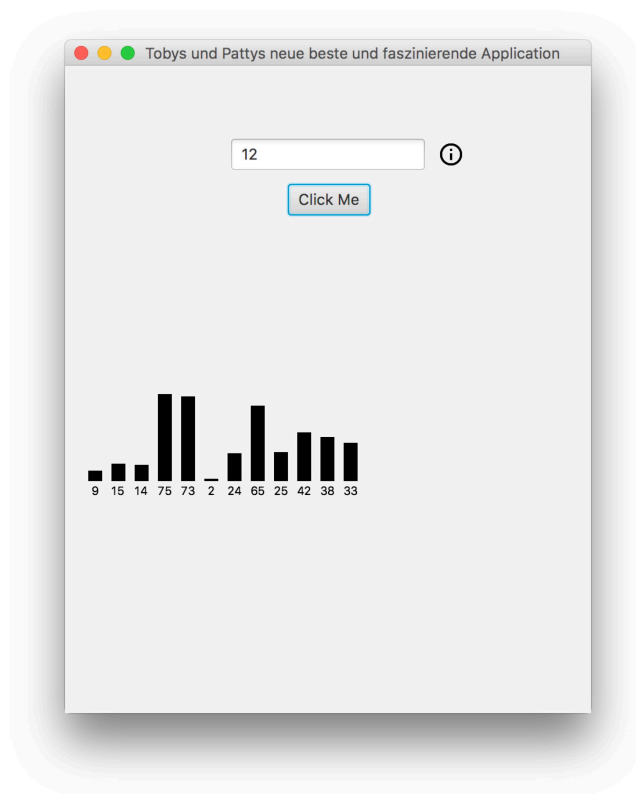 Tobys und Pattys neue beste und faszinierende Application
12
Click Me
9 15 14 75 73 2 24 65 25 42 38 33